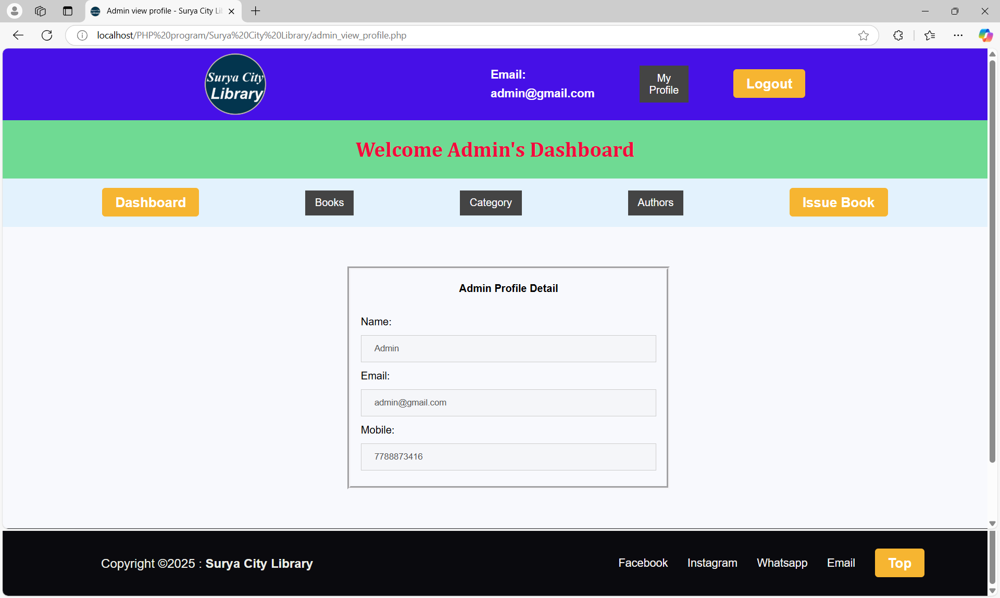 Admin view profile - Surya City Li
localhost/PHP%20program/Surya%20City%20Library/admin_view_profile.php
Surya City
Library
Email:
admin@gmail.com
My
Profile
Logout
Welcome Admin's Dashboard
Dashboard
Books
Category
Authors
Issue Book
Admin Profile Detail
Name:
Admin
Email:
admin@gmail.com
Mobile:
7788873416
Copyright ©2025 : Surya City Library
Facebook
Instagram
Whatsapp
Email
Top